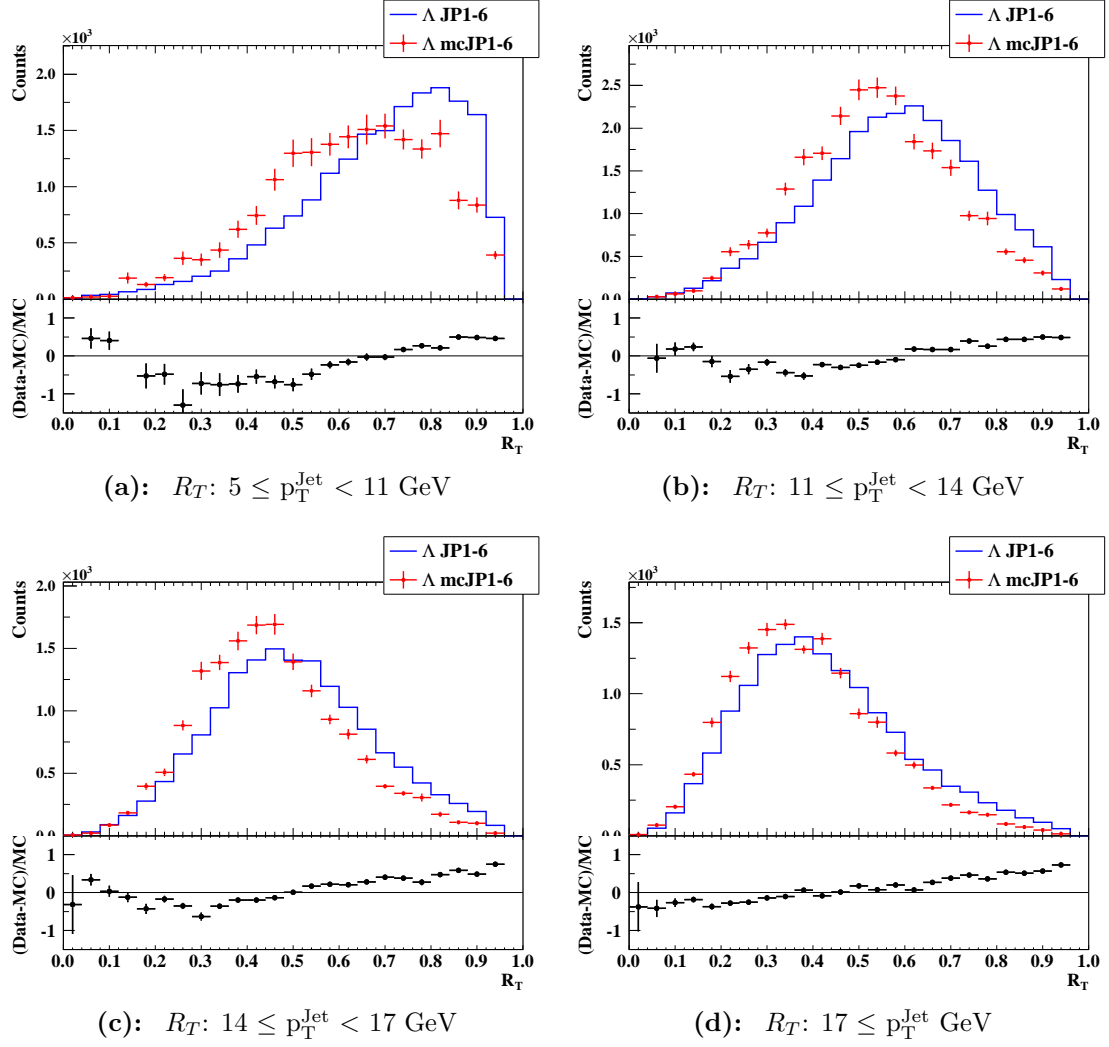 Λ JP1-6
Λ mcJP1-6
×10³
Counts
2.0
1.5
1.0
0.5
0.0
(Data-MC)/MC
1
0
-1
0.0 0.1 0.2 0.3 0.4 0.5 0.6 0.7 0.8 0.9 1.0
R_T
(a): R_T: 5 ≤ p_T^Jet < 11 GeV
Λ JP1-6
Λ mcJP1-6
×10³
Counts
2.5
2.0
1.5
1.0
0.5
0.0
(Data-MC)/MC
1
0
-1
0.0 0.1 0.2 0.3 0.4 0.5 0.6 0.7 0.8 0.9 1.0
R_T
(b): R_T: 11 ≤ p_T^Jet < 14 GeV
Λ JP1-6
Λ mcJP1-6
×10³
Counts
2.0
1.5
1.0
0.5
0.0
(Data-MC)/MC
1
0
-1
0.0 0.1 0.2 0.3 0.4 0.5 0.6 0.7 0.8 0.9 1.0
R_T
(c): R_T: 14 ≤ p_T^Jet < 17 GeV
Λ JP1-6
Λ mcJP1-6
×10³
Counts
1.5
1.0
0.5
0.0
(Data-MC)/MC
1
0
-1
0.0 0.1 0.2 0.3 0.4 0.5 0.6 0.7 0.8 0.9 1.0
R_T
(d): R_T: 17 ≤ p_T^Jet GeV